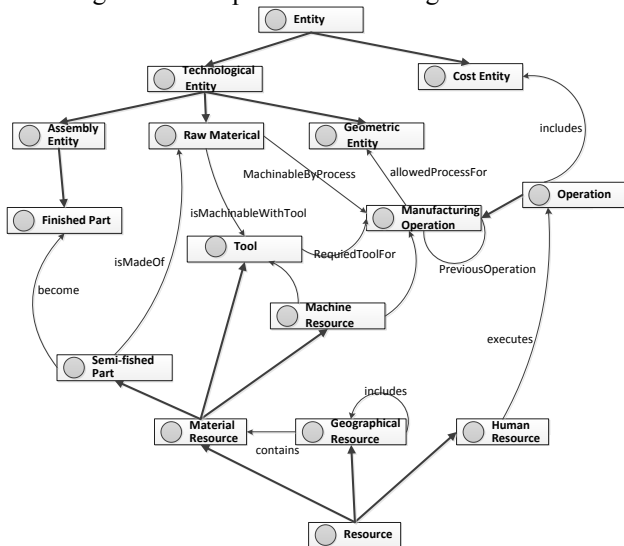 Entity
Technological
Entity
Cost Entity
Assembly
Entity
Raw Materical
Geometric
Entity
includes
MachinableByProcess
allowedProcessFor
Operation
Finished Part
isMachinableWithTool
Manufacturing
Operation
Tool
RequiedToolFor
isMadeOf
PreviousOperation
become
Machine
Resource
executes
Semi-fished
Part
includes
Material
Resource
contains
Geographical
Resource
Human
Resource
Resource